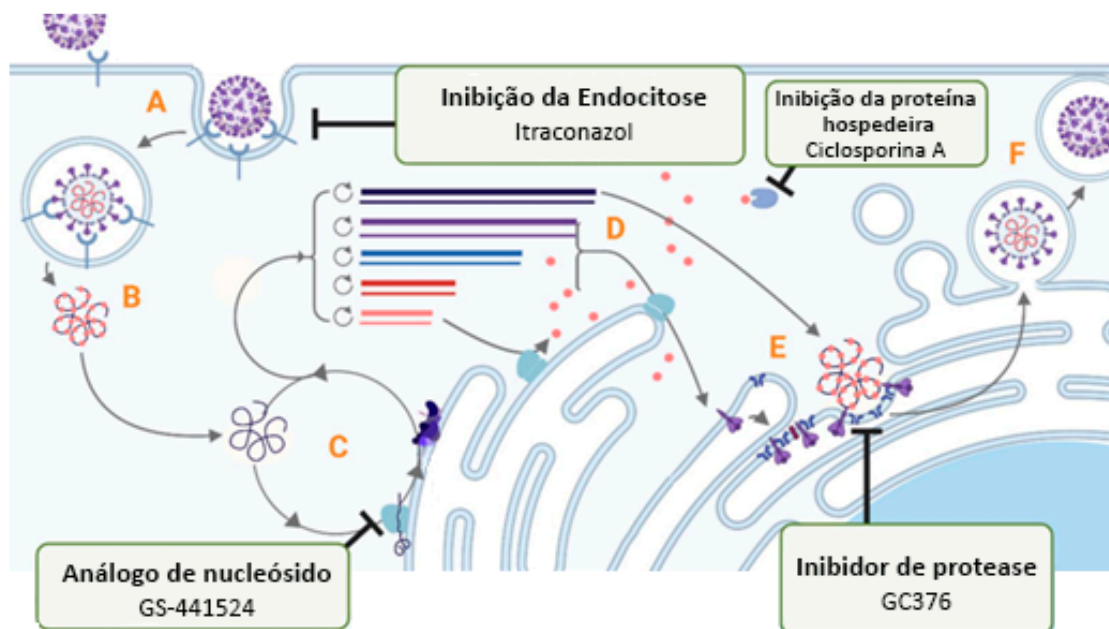 A
Inibição da Endocitose
Itraconazol
Inibição da proteína
hospedeira
Ciclosporina A
F
D
B
E
C
Análogo de nucleósido
GS-441524
Inibidor de protease
GC376